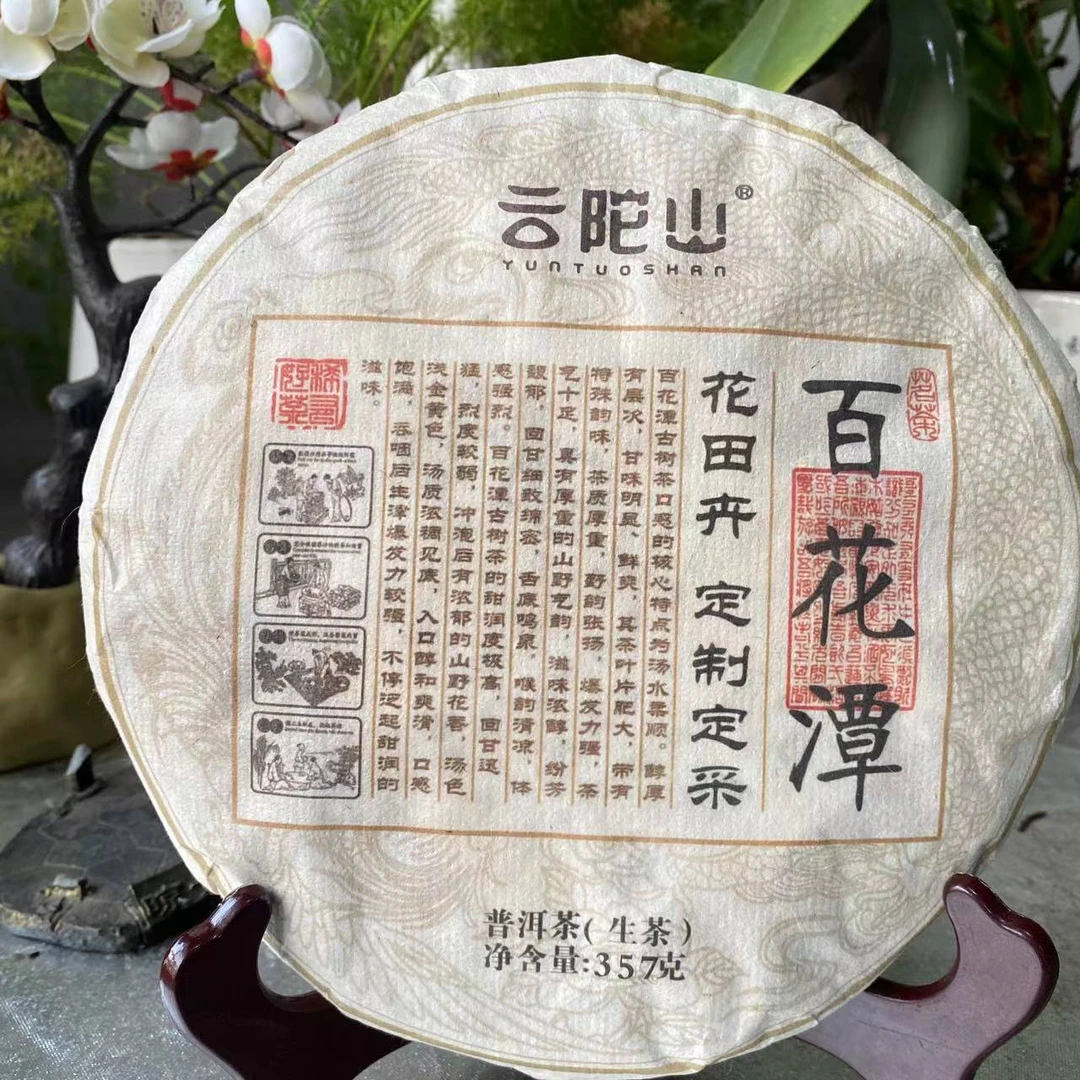 云陀山®
YUNTUOSHAN
茗茶
百花潭
花田卉 定制定采
百花潭古树茶口感的核心特点为汤水柔顺。醇厚
有层次，甘味明显、鲜爽，其茶叶片肥大，带有
特殊韵味，茶质厚重，野韵张扬，爆发力强，茶
气十足，具有厚重的山野气韵，滋味浓醇，纷芳
馥郁，回甘细致绵密，舌底鸣泉，喉韵清凉，体
感强烈。百花潭古树茶的甜润度极高，回甘迅
猛，烈度较弱，冲泡后有浓郁的山野花香，汤色
浅金黄色，汤质浓稠见底，入口醇和爽滑，口感
饱满，吞咽后生津爆发力较强，不停泛起甜润的
滋味。
普洱茶(生茶)
净含量:357克